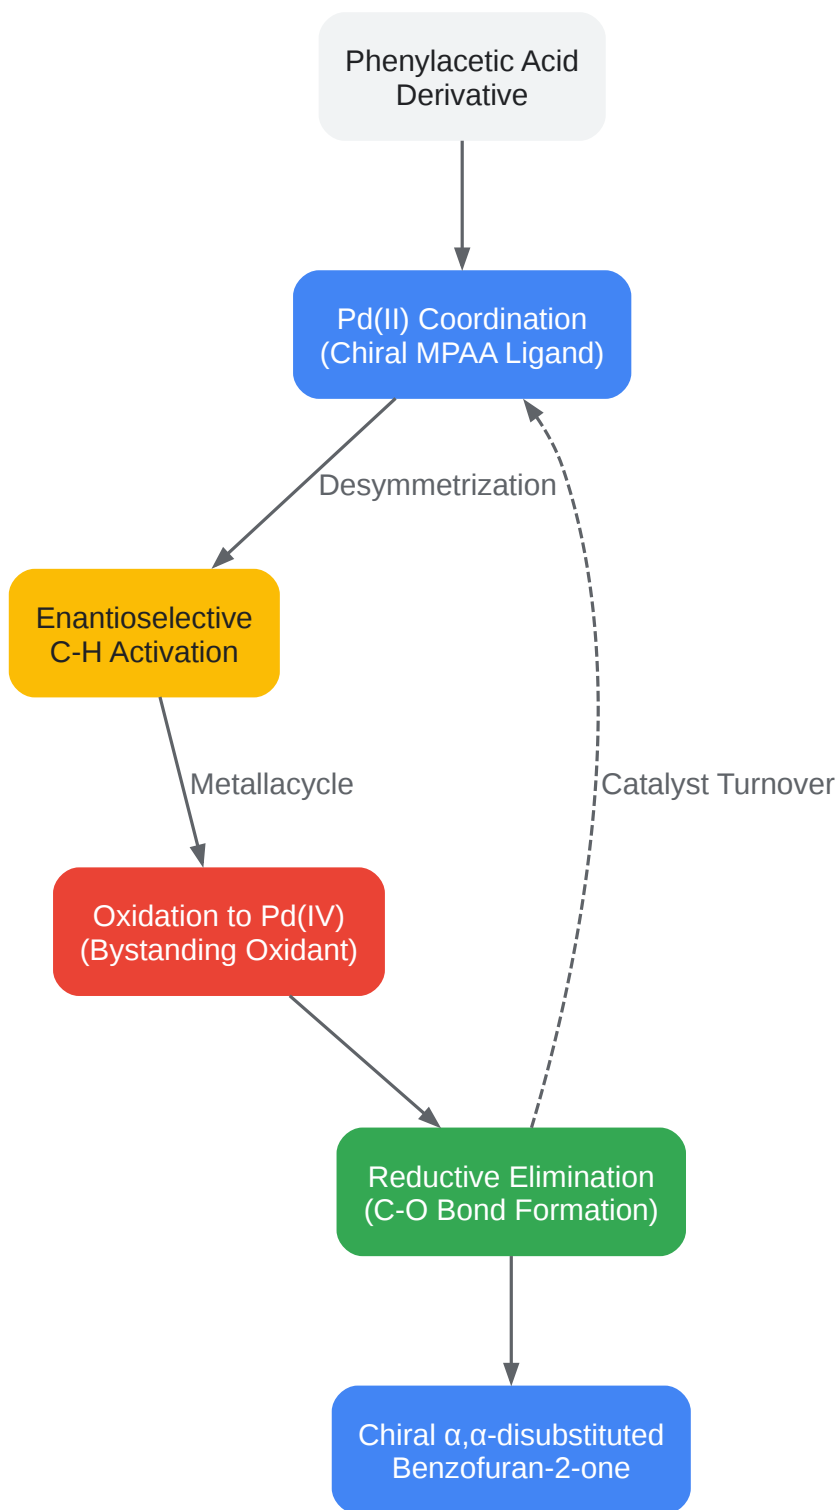 Phenylacetic Acid
Derivative
Pd(II) Coordination
(Chiral MPAA Ligand)
Desymmetrization
Enantioselective
C-H Activation
Metallacycle
Catalyst Turnover
Oxidation to Pd(IV)
(Bystanding Oxidant)
Reductive Elimination
(C-O Bond Formation)
Chiral α,α-disubstituted
Benzofuran-2-one